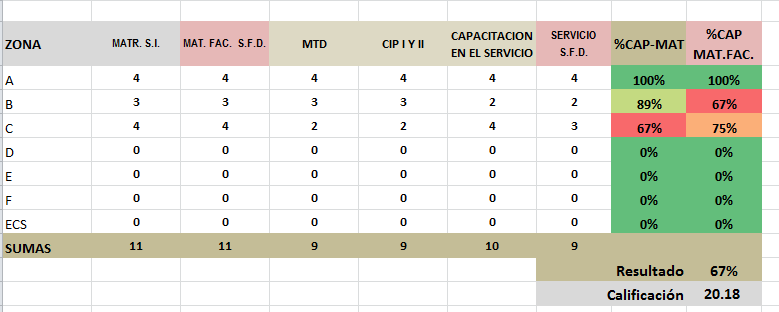 ZONA MATR. S.I. MAT. FAC. S.F.D. MTD CIP I Y II CAPACITACION EN EL SERVICIO SERVICIO S.F.D. %CAP-MAT %CAP MAT.FAC.
A 4 4 4 4 4 4 100% 100%
B 3 3 3 3 2 2 89% 67%
C 4 4 2 2 4 3 67% 75%
D 0 0 0 0 0 0 0% 0%
E 0 0 0 0 0 0 0% 0%
F 0 0 0 0 0 0 0% 0%
ECS 0 0 0 0 0 0 0% 0%
SUMAS 11 11 9 9 10 9
Resultado 67%
Calificación 20.18